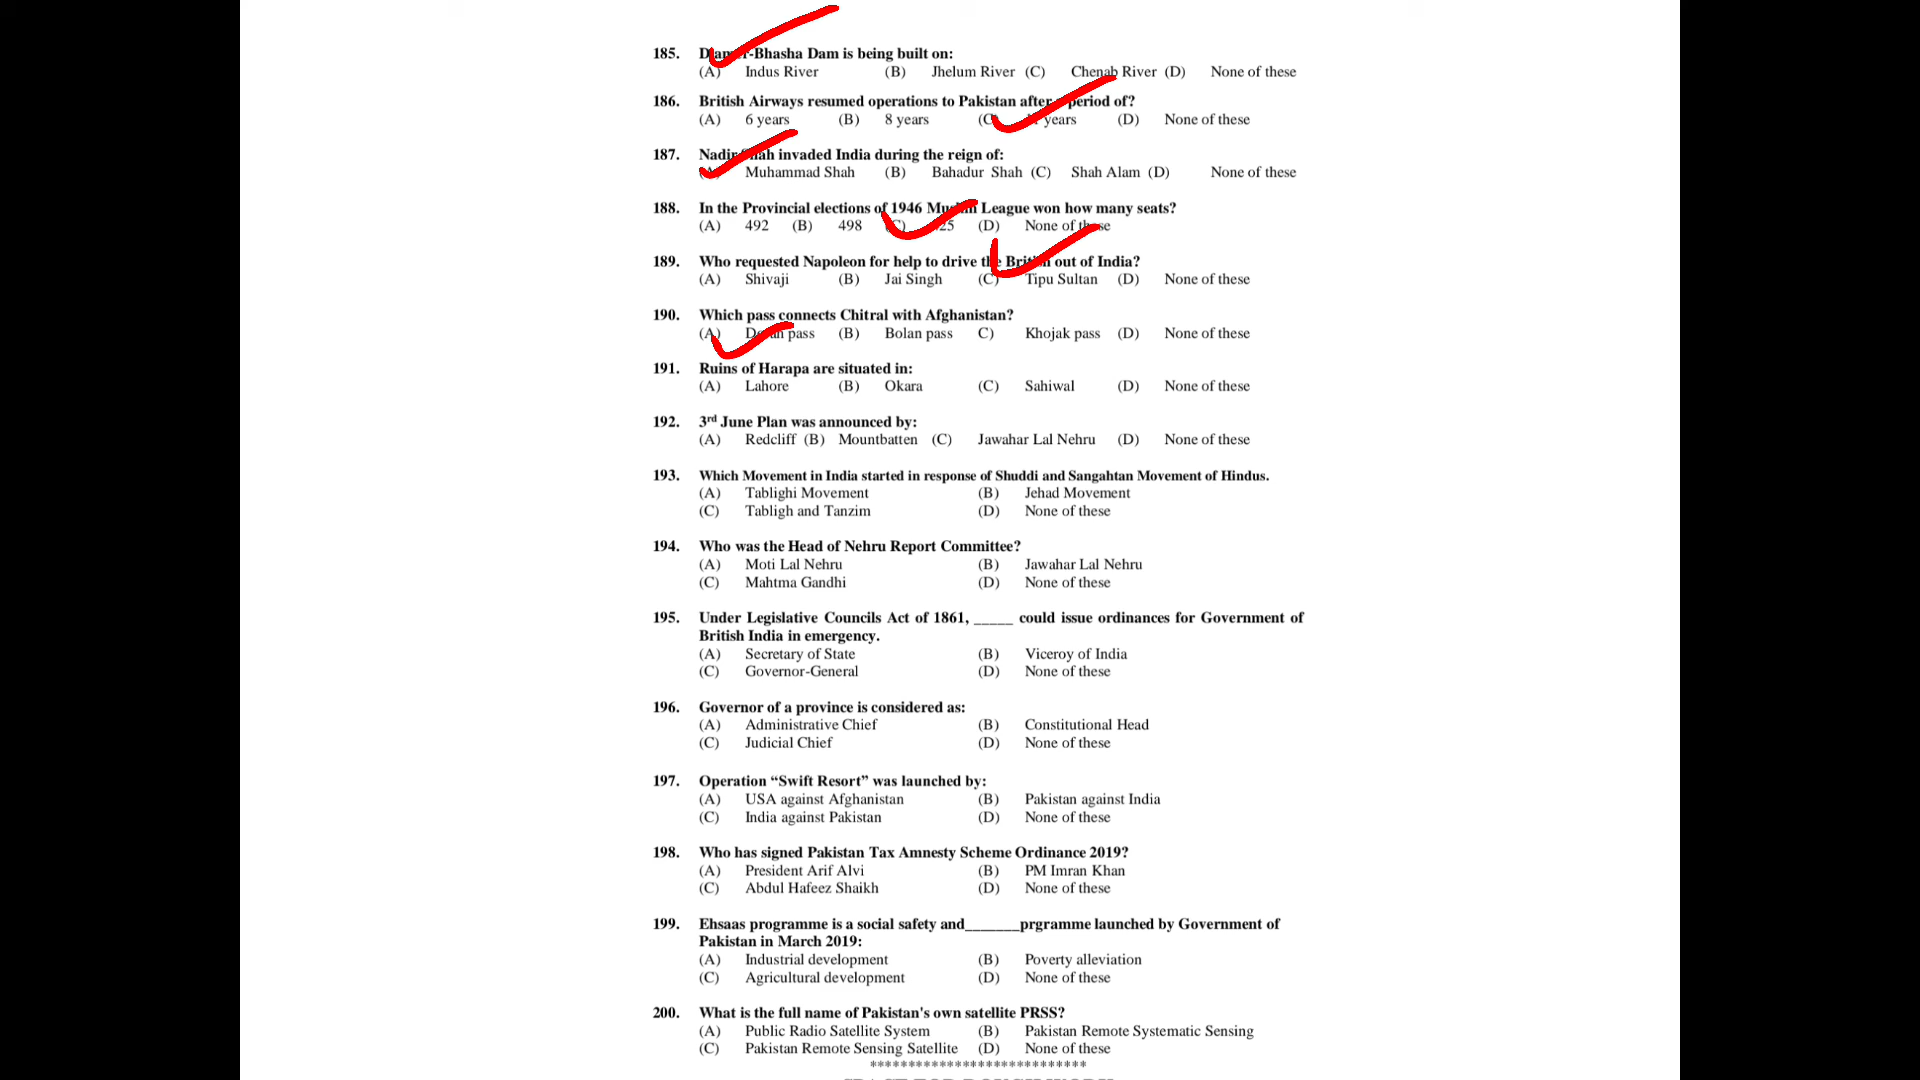 185. Diamer-Bhasha Dam is being built on:
(A) Indus River (B) Jhelum River (C) Chenab River (D) None of these
186. British Airways resumed operations to Pakistan after period of?
(A) 6 years (B) 8 years (C) years (D) None of these
187. Nadir Shah invaded India during the reign of:
Muhammad Shah (B) Bahadur Shah (C) Shah Alam (D) None of these
188. In the Provincial elections of 1946 Muslim League won how many seats?
(A) 492 (B) 498 (C) (D) None of these
189. Who requested Napoleon for help to drive the British out of India?
(A) Shivaji (B) Jai Singh (C) Tipu Sultan (D) None of these
190. Which pass connects Chitral with Afghanistan?
(A) pass (B) Bolan pass C) Khojak pass (D) None of these
191. Ruins of Harapa are situated in:
(A) Lahore (B) Okara (C) Sahiwal (D) None of these
192. 3rd June Plan was announced by:
(A) Redcliff (B) Mountbatten (C) Jawahar Lal Nehru (D) None of these
193. Which Movement in India started in response of Shuddi and Sangahtan Movement of Hindus.
(A) Tablighi Movement (B) Jehad Movement
(C) Tabligh and Tanzim (D) None of these
194. Who was the Head of Nehru Report Committee?
(A) Moti Lal Nehru (B) Jawahar Lal Nehru
(C) Mahtma Gandhi (D) None of these
195. Under Legislative Councils Act of 1861, _____ could issue ordinances for Government of
British India in emergency.
(A) Secretary of State (B) Viceroy of India
(C) Governor-General (D) None of these
196. Governor of a province is considered as:
(A) Administrative Chief (B) Constitutional Head
(C) Judicial Chief (D) None of these
197. Operation “Swift Resort” was launched by:
(A) USA against Afghanistan (B) Pakistan against India
(C) India against Pakistan (D) None of these
198. Who has signed Pakistan Tax Amnesty Scheme Ordinance 2019?
(A) President Arif Alvi (B) PM Imran Khan
(C) Abdul Hafeez Shaikh (D) None of these
199. Ehsaas programme is a social safety and_______prgramme launched by Government of
Pakistan in March 2019:
(A) Industrial development (B) Poverty alleviation
(C) Agricultural development (D) None of these
200. What is the full name of Pakistan's own satellite PRSS?
(A) Public Radio Satellite System (B) Pakistan Remote Systematic Sensing
(C) Pakistan Remote Sensing Satellite (D) None of these
****************************